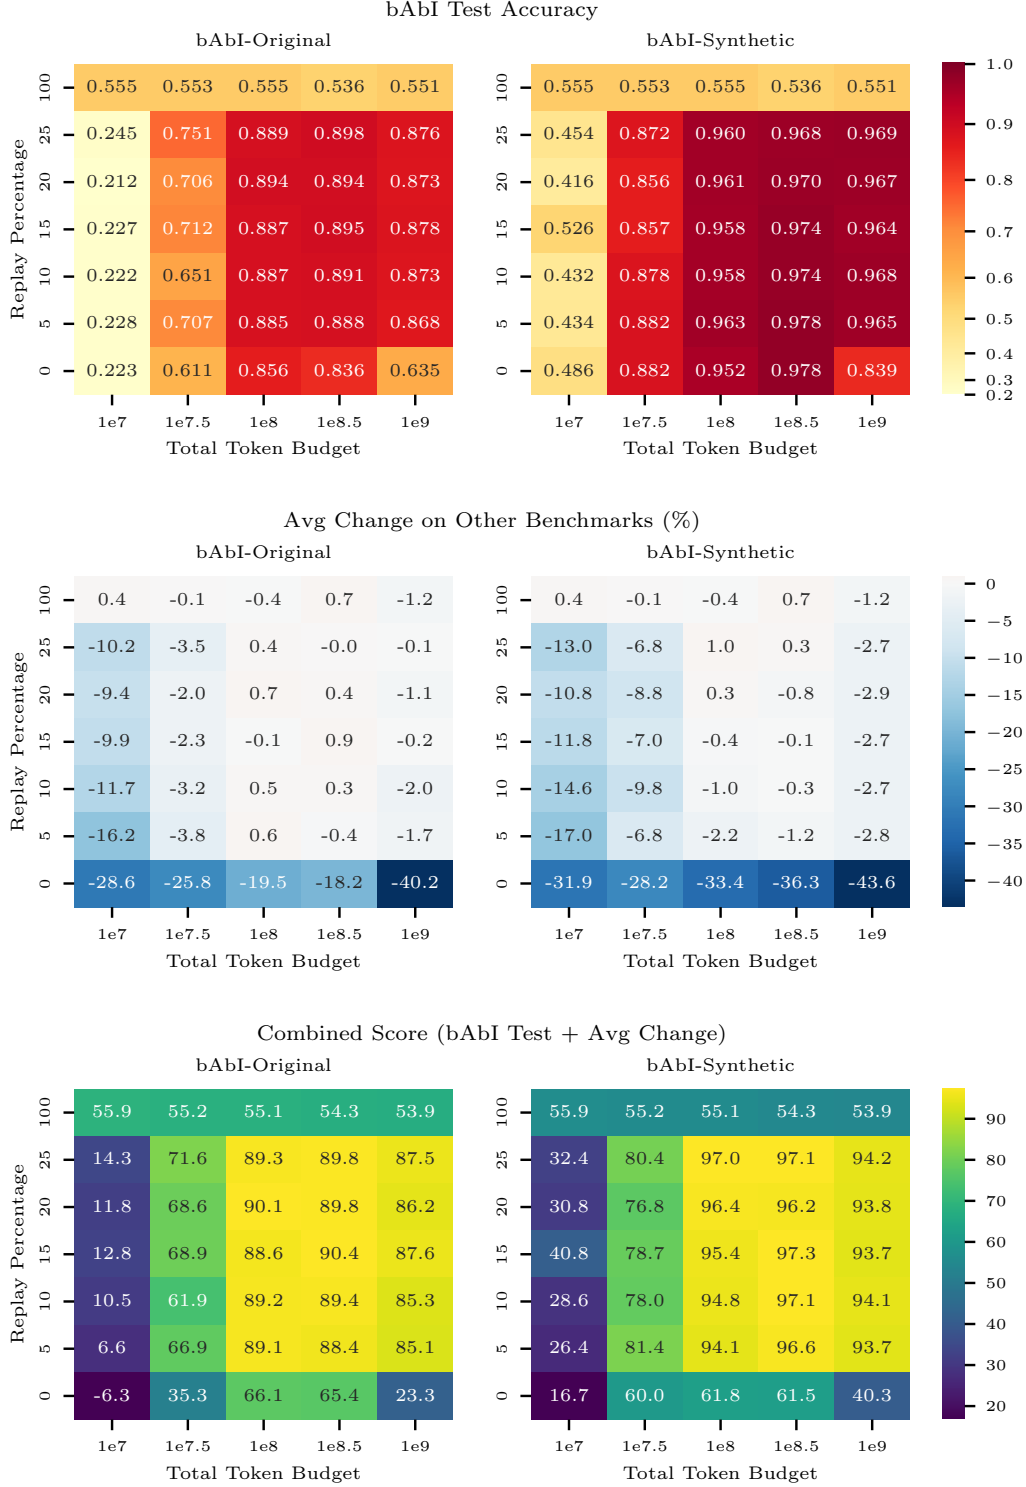 bAbI Test Accuracy
bAbI-Original bAbI-Synthetic
Replay Percentage
100 0.555 0.553 0.555 0.536 0.551 0.555 0.553 0.555 0.536 0.551 1.0
25 0.245 0.751 0.889 0.898 0.876 0.454 0.872 0.960 0.968 0.969 0.9
20 0.212 0.706 0.894 0.894 0.873 0.416 0.856 0.961 0.970 0.967 0.8
15 0.227 0.712 0.887 0.895 0.878 0.526 0.857 0.958 0.974 0.964 0.7
10 0.222 0.651 0.887 0.891 0.873 0.432 0.878 0.958 0.974 0.968 0.6
5 0.228 0.707 0.885 0.888 0.868 0.434 0.882 0.963 0.978 0.965 0.5
0 0.223 0.611 0.856 0.836 0.635 0 0.486 0.882 0.952 0.978 0.839 0.4
0.3
0.2
1e7 1e7.5 1e8 1e8.5 1e9 1e7 1e7.5 1e8 1e8.5 1e9
Total Token Budget Total Token Budget
Avg Change on Other Benchmarks (%)
bAbI-Original bAbI-Synthetic
Replay Percentage
100 0.4 -0.1 -0.4 0.7 -1.2 100 0.4 -0.1 -0.4 0.7 -1.2 0
25 -10.2 -3.5 0.4 -0.0 -0.1 25 -13.0 -6.8 1.0 0.3 -2.7 −5
20 -9.4 -2.0 0.7 0.4 -1.1 20 -10.8 -8.8 0.3 -0.8 -2.9 −10
15 -9.9 -2.3 -0.1 0.9 -0.2 15 -11.8 -7.0 -0.4 -0.1 -2.7 −15
−20
10 -11.7 -3.2 0.5 0.3 -2.0 10 -14.6 -9.8 -1.0 -0.3 -2.7 −25
−30
5 -16.2 -3.8 0.6 -0.4 -1.7 5 -17.0 -6.8 -2.2 -1.2 -2.8 −35
0 -28.6 -25.8 -19.5 -18.2 -40.2 0 -31.9 -28.2 -33.4 -36.3 -43.6 −40
1e7 1e7.5 1e8 1e8.5 1e9 1e7 1e7.5 1e8 1e8.5 1e9
Total Token Budget Total Token Budget
Combined Score (bAbI Test + Avg Change)
bAbI-Original bAbI-Synthetic
Replay Percentage
100 55.9 55.2 55.1 54.3 53.9 100 55.9 55.2 55.1 54.3 53.9 90
25 14.3 71.6 89.3 89.8 87.5 25 32.4 80.4 97.0 97.1 94.2 80
20 11.8 68.6 90.1 89.8 86.2 20 30.8 76.8 96.4 96.2 93.8 70
15 12.8 68.9 88.6 90.4 87.6 15 40.8 78.7 95.4 97.3 93.7 60
10 10.5 61.9 89.2 89.4 85.3 10 28.6 78.0 94.8 97.1 94.1 50
40
5 6.6 66.9 89.1 88.4 85.1 5 26.4 81.4 94.1 96.6 93.7 30
0 -6.3 35.3 66.1 65.4 23.3 0 16.7 60.0 61.8 61.5 40.3 20
1e7 1e7.5 1e8 1e8.5 1e9 1e7 1e7.5 1e8 1e8.5 1e9
Total Token Budget Total Token Budget